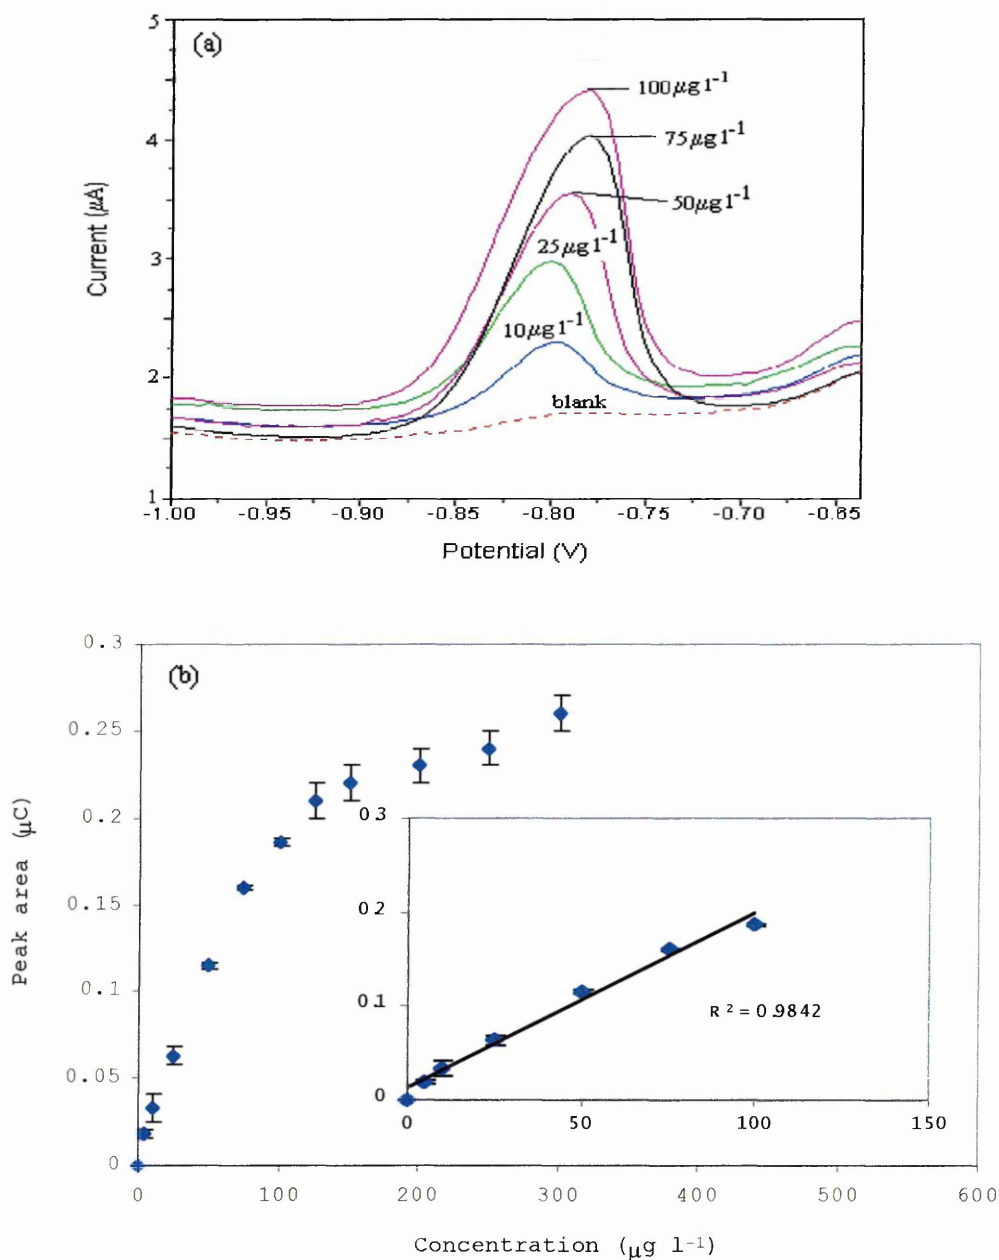 (a)
5
4
3
2
1
Current (μA)
100μg l⁻¹
75μg l⁻¹
50μg l⁻¹
25μg l⁻¹
10μg l⁻¹
blank
-1.00 -0.95 -0.90 -0.85 -0.80 -0.75 -0.70 -0.65
Potential (V)
(b)
0.3
0.25
0.2
0.15
0.1
0.05
0
Peak area (μC)
0.3
0.2
0.1
0
R² = 0.9842
0 50 100 150
0 100 200 300 400 500 600
Concentration (μg l⁻¹)